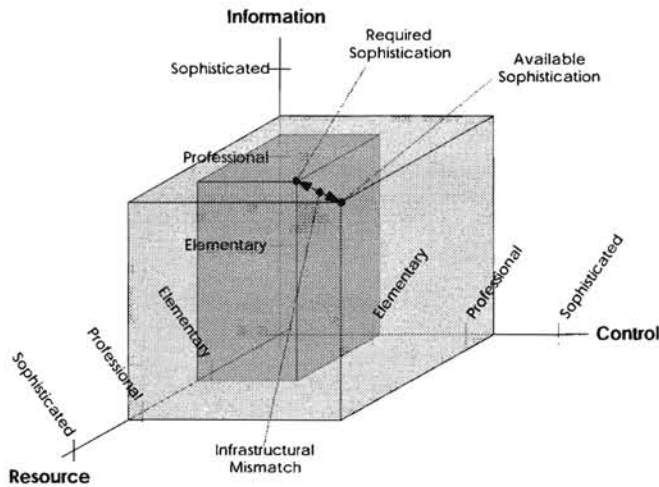 Information
Required
Sophistication
Available
Sophistication
Sophisticated
Professional
Elementary
Elementary
Professional
Sophisticated
Control
Elementary
Professional
Sophisticated
Resource
Infrastructural
Mismatch